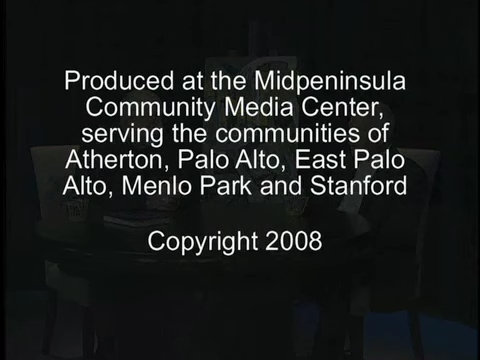 Produced at the Midpeninsula
Community Media Center,
serving the communities of
Atherton, Palo Alto, East Palo
Alto, Menlo Park and Stanford
Copyright 2008